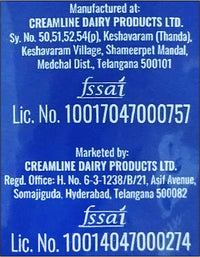 Manufactured at:
CREAMLINE DAIRY PRODUCTS LTD.
Sy. No. 50,51,52,54(p), Keshavaram (Thanda),
Keshavaram Village, Shameerpet Mandal,
Medchal Dist., Telangana 500101
fssai
Lic. No. 10017047000757
Marketed by:
CREAMLINE DAIRY PRODUCTS LTD.
Regd. Office: H. No. 6-3-1238/B/21, Asif Avenue,
Somajiguda, Hyderabad, Telangana 500082
fssai
Lic. No. 10014047000274